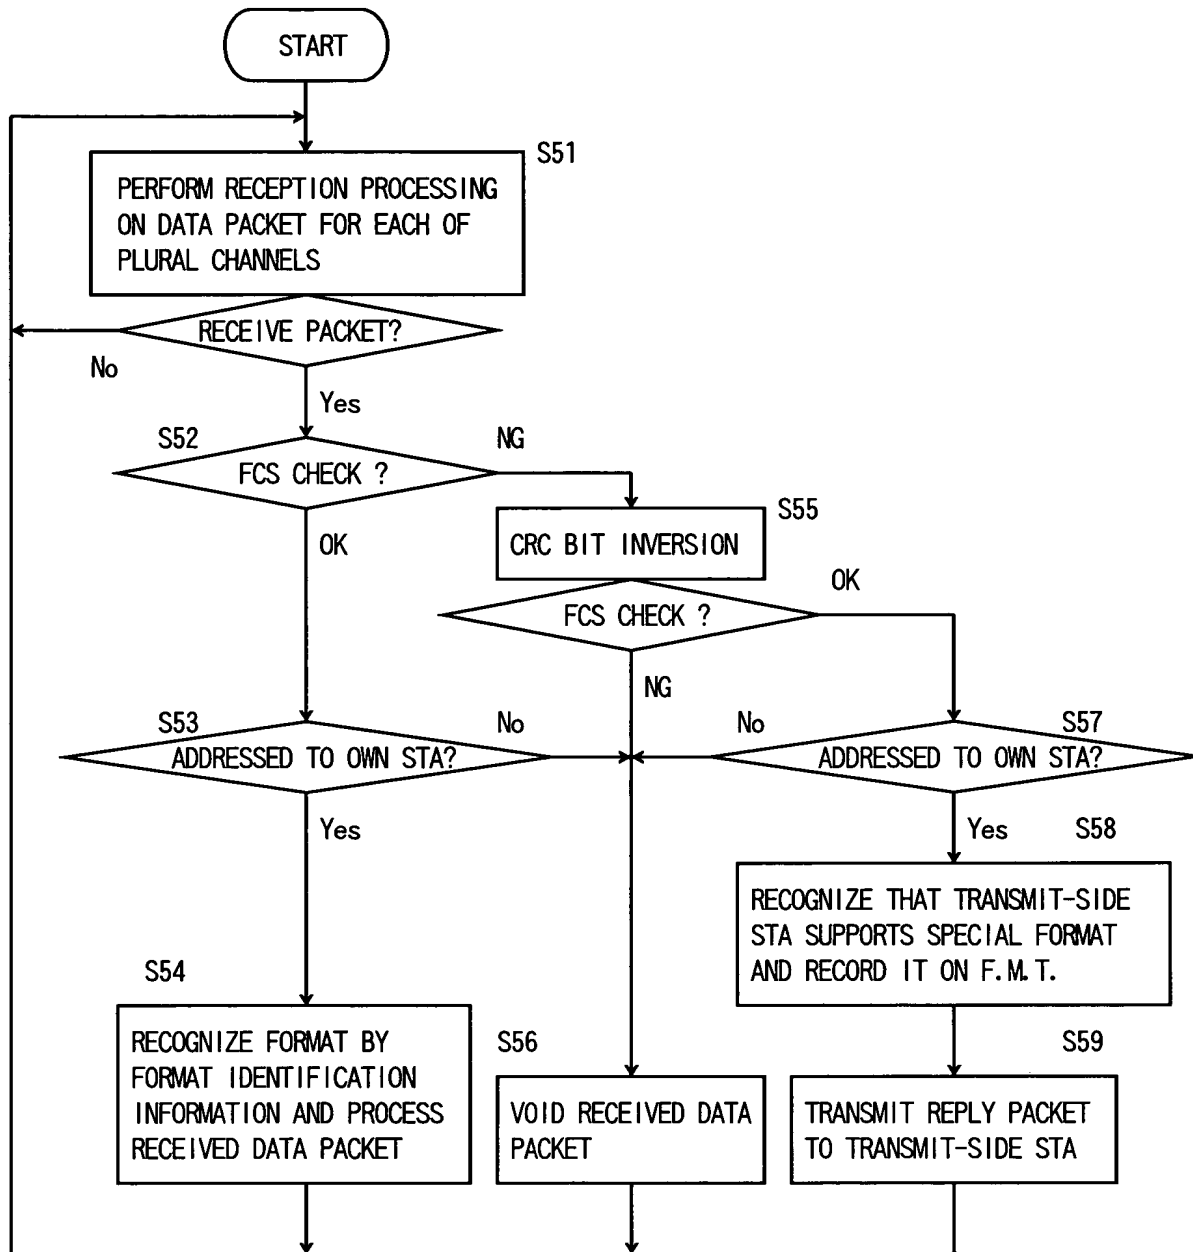 START
S51
PERFORM RECEPTION PROCESSING
ON DATA PACKET FOR EACH OF
PLURAL CHANNELS
RECEIVE PACKET?
No
Yes
S52
NG
FCS CHECK ?
S55
OK
CRC BIT INVERSION
OK
FCS CHECK ?
NG
S53
No
No
S57
ADDRESSED TO OWN STA?
ADDRESSED TO OWN STA?
Yes
Yes
S58
RECOGNIZE THAT TRANSMIT-SIDE
STA SUPPORTS SPECIAL FORMAT
AND RECORD IT ON F.M.T.
S54
RECOGNIZE FORMAT BY
FORMAT IDENTIFICATION
INFORMATION AND PROCESS
RECEIVED DATA PACKET
S56
VOID RECEIVED DATA
PACKET
S59
TRANSMIT REPLY PACKET
TO TRANSMIT-SIDE STA